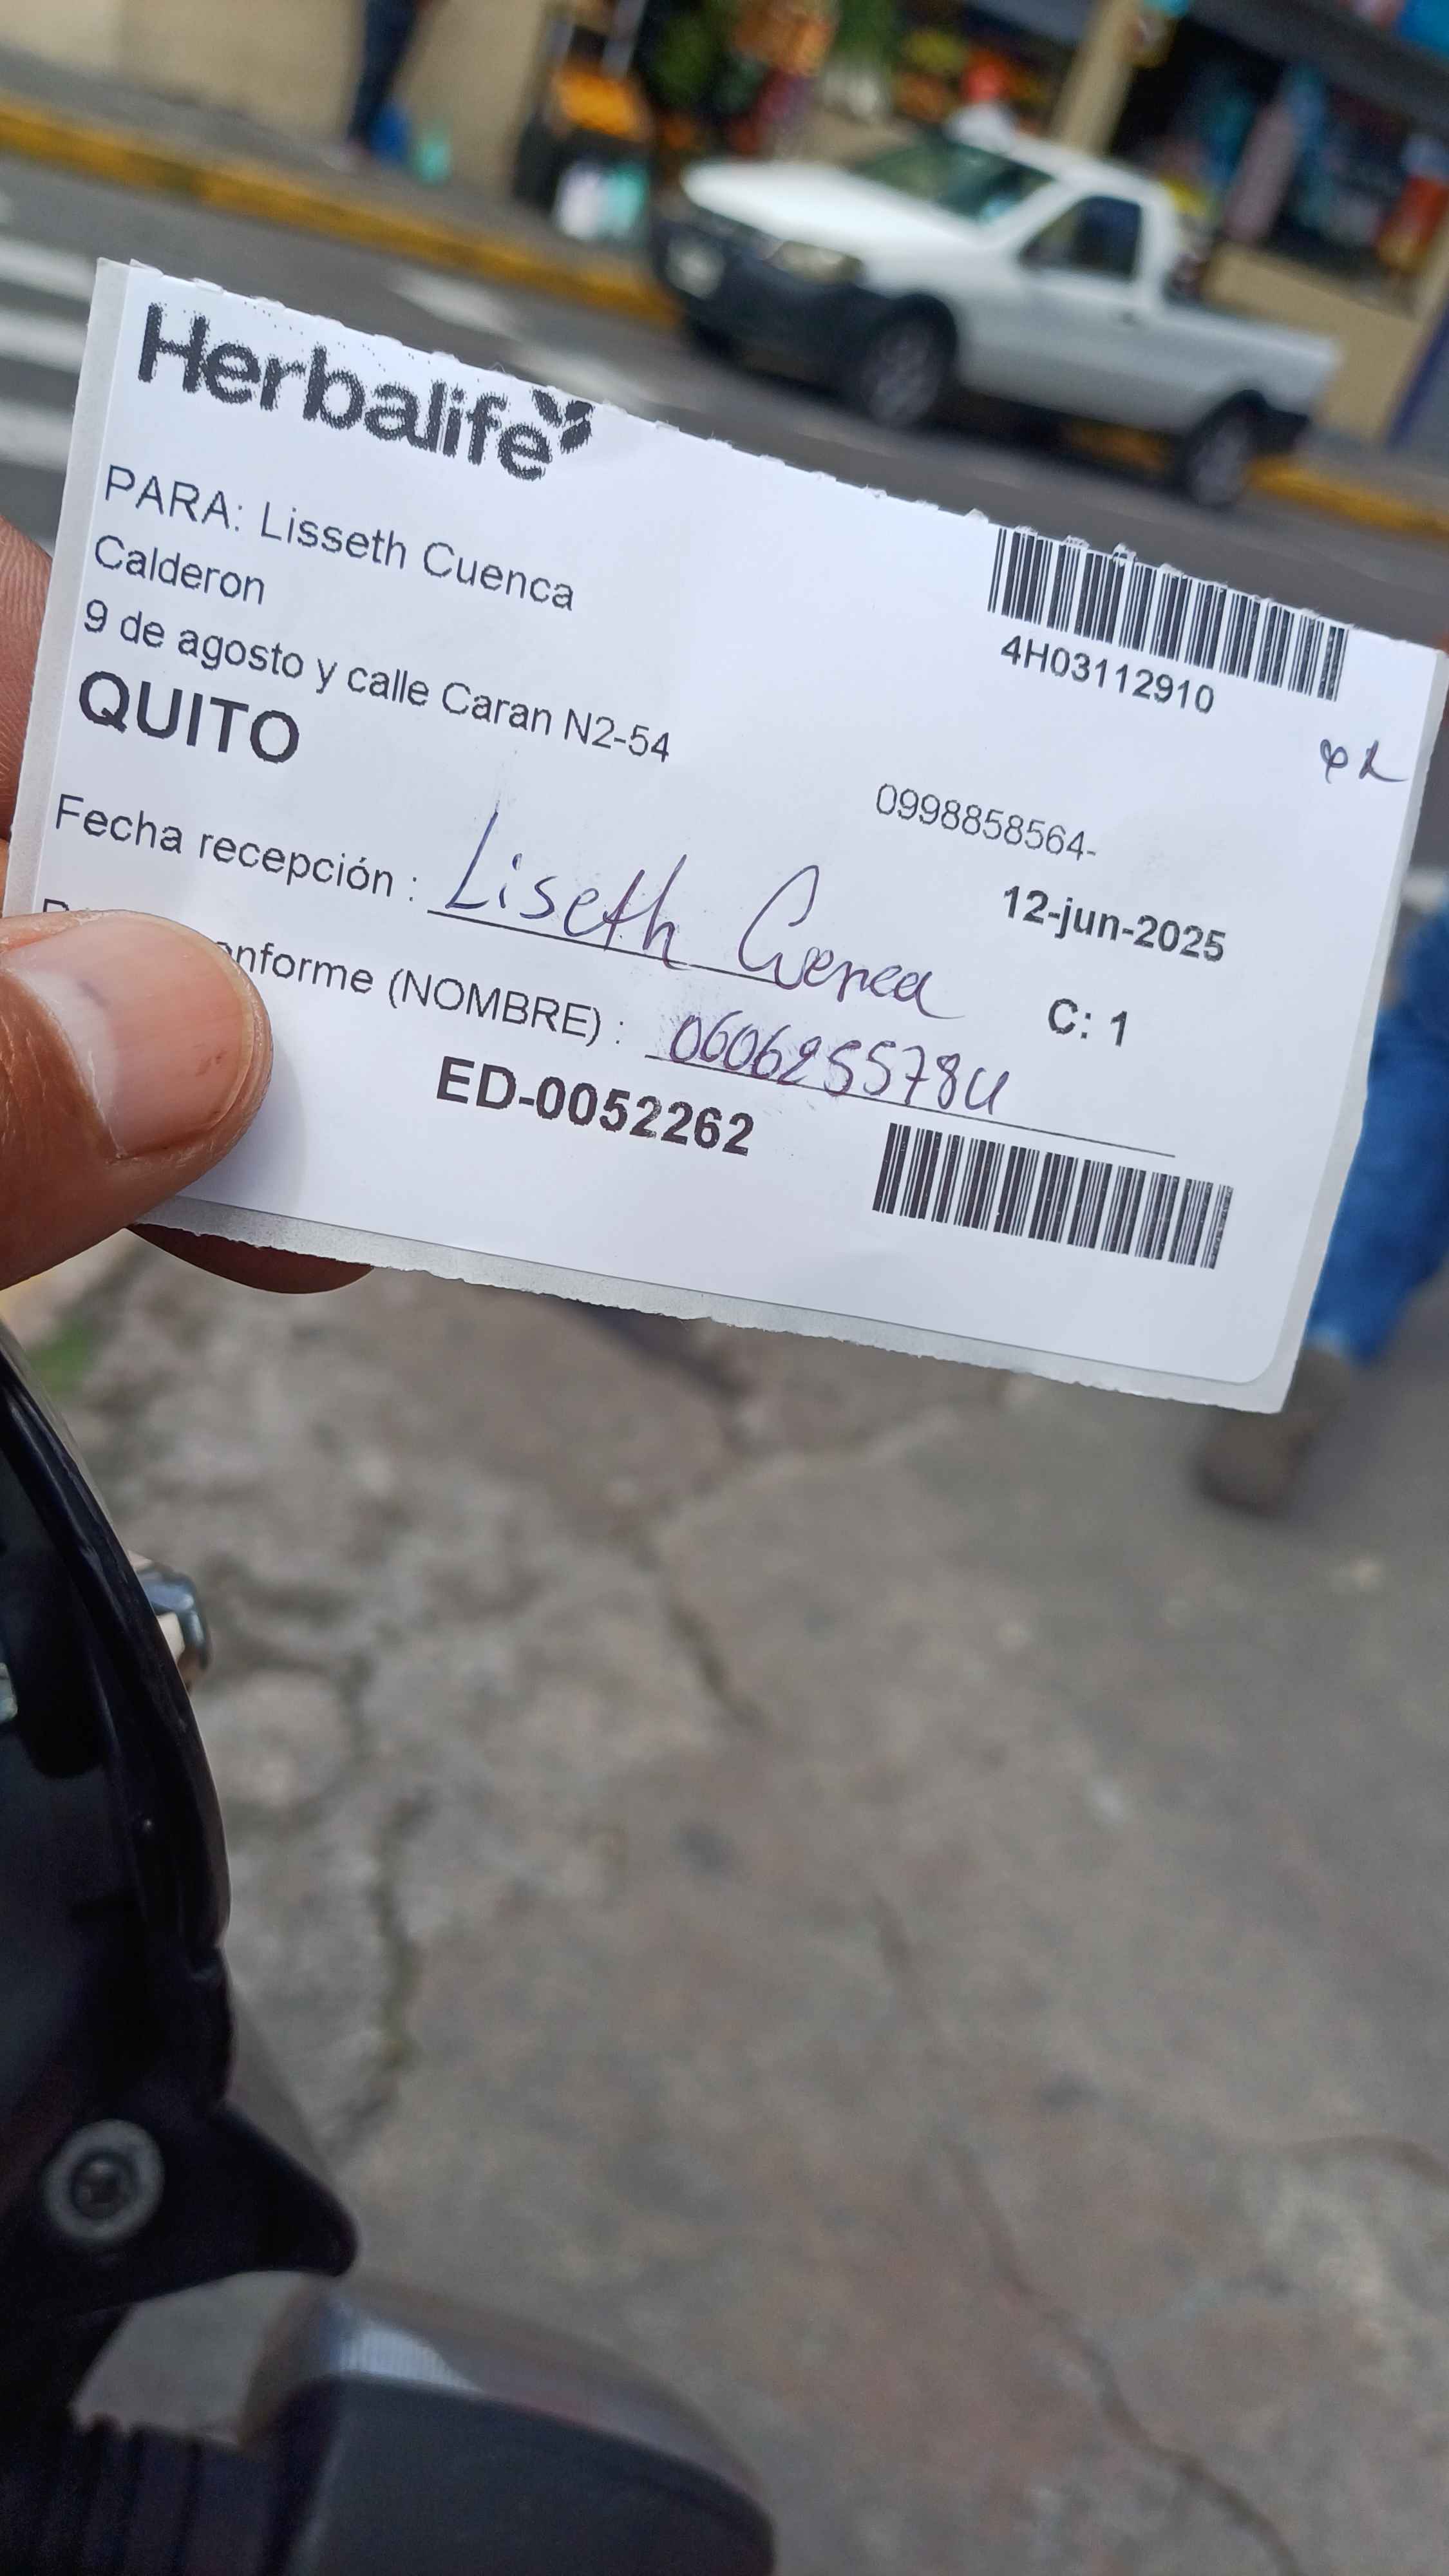 Herbalife
4H03112910
PARA: Lisseth Cuenca
Calderon
9 de agosto y calle Caran N2-54
QUITO
0998858564-
12-jun-2025
Fecha recepción : Liseth Cuenca
C: 1
(NOMBRE) : 0606255784
ED-0052262